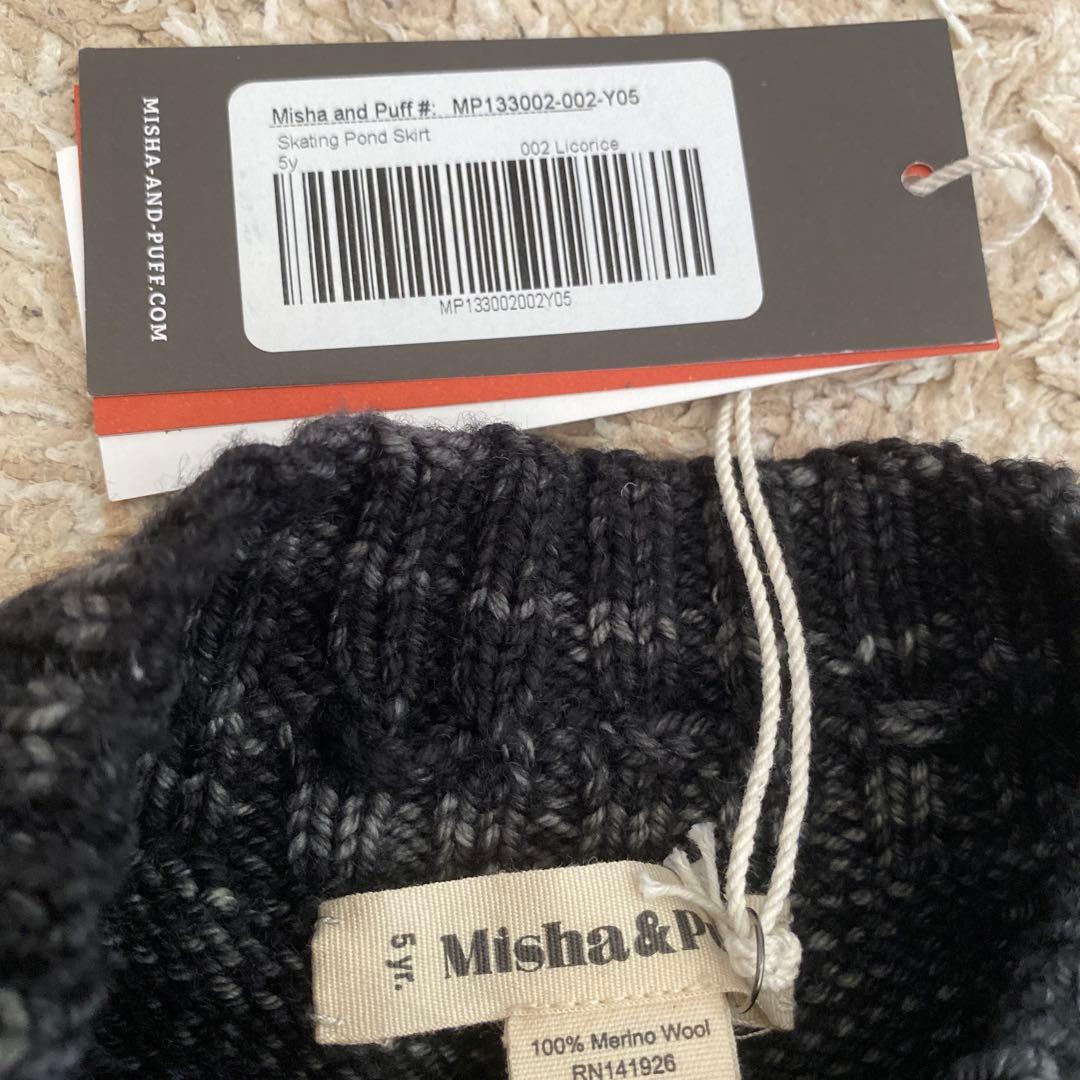 MISHA-AND-PUFF.COM
Misha and Puff #: MP133002-002-Y05
Skating Pond Skirt
5y 002 Licorice
MP133002002Y05
5 yr.
Misha&P
100% Merino Wool
RN141926